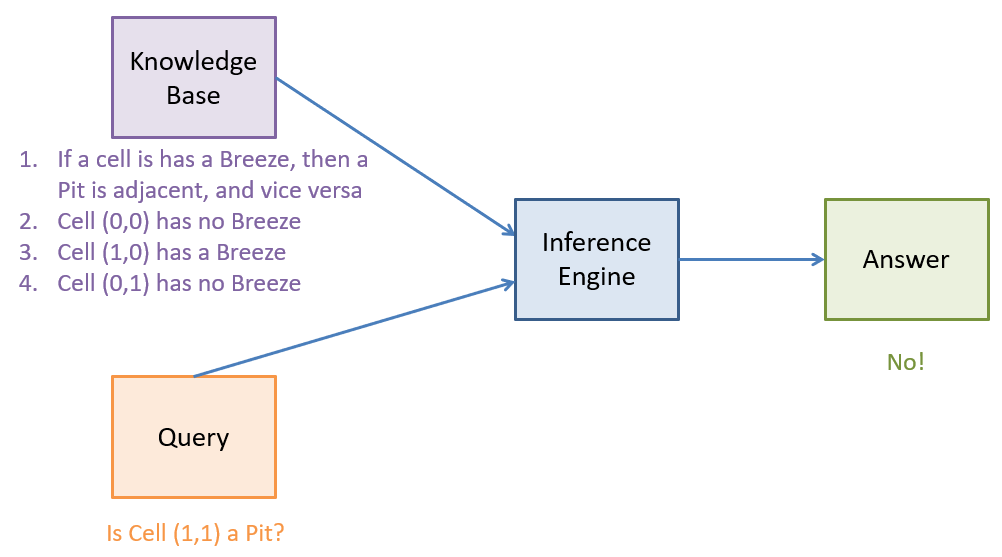 Knowledge
Base
1. If a cell is has a Breeze, then a
Pit is adjacent, and vice versa
2. Cell (0,0) has no Breeze
3. Cell (1,0) has a Breeze
4. Cell (0,1) has no Breeze
Inference
Engine
Answer
No!
Query
Is Cell (1,1) a Pit?